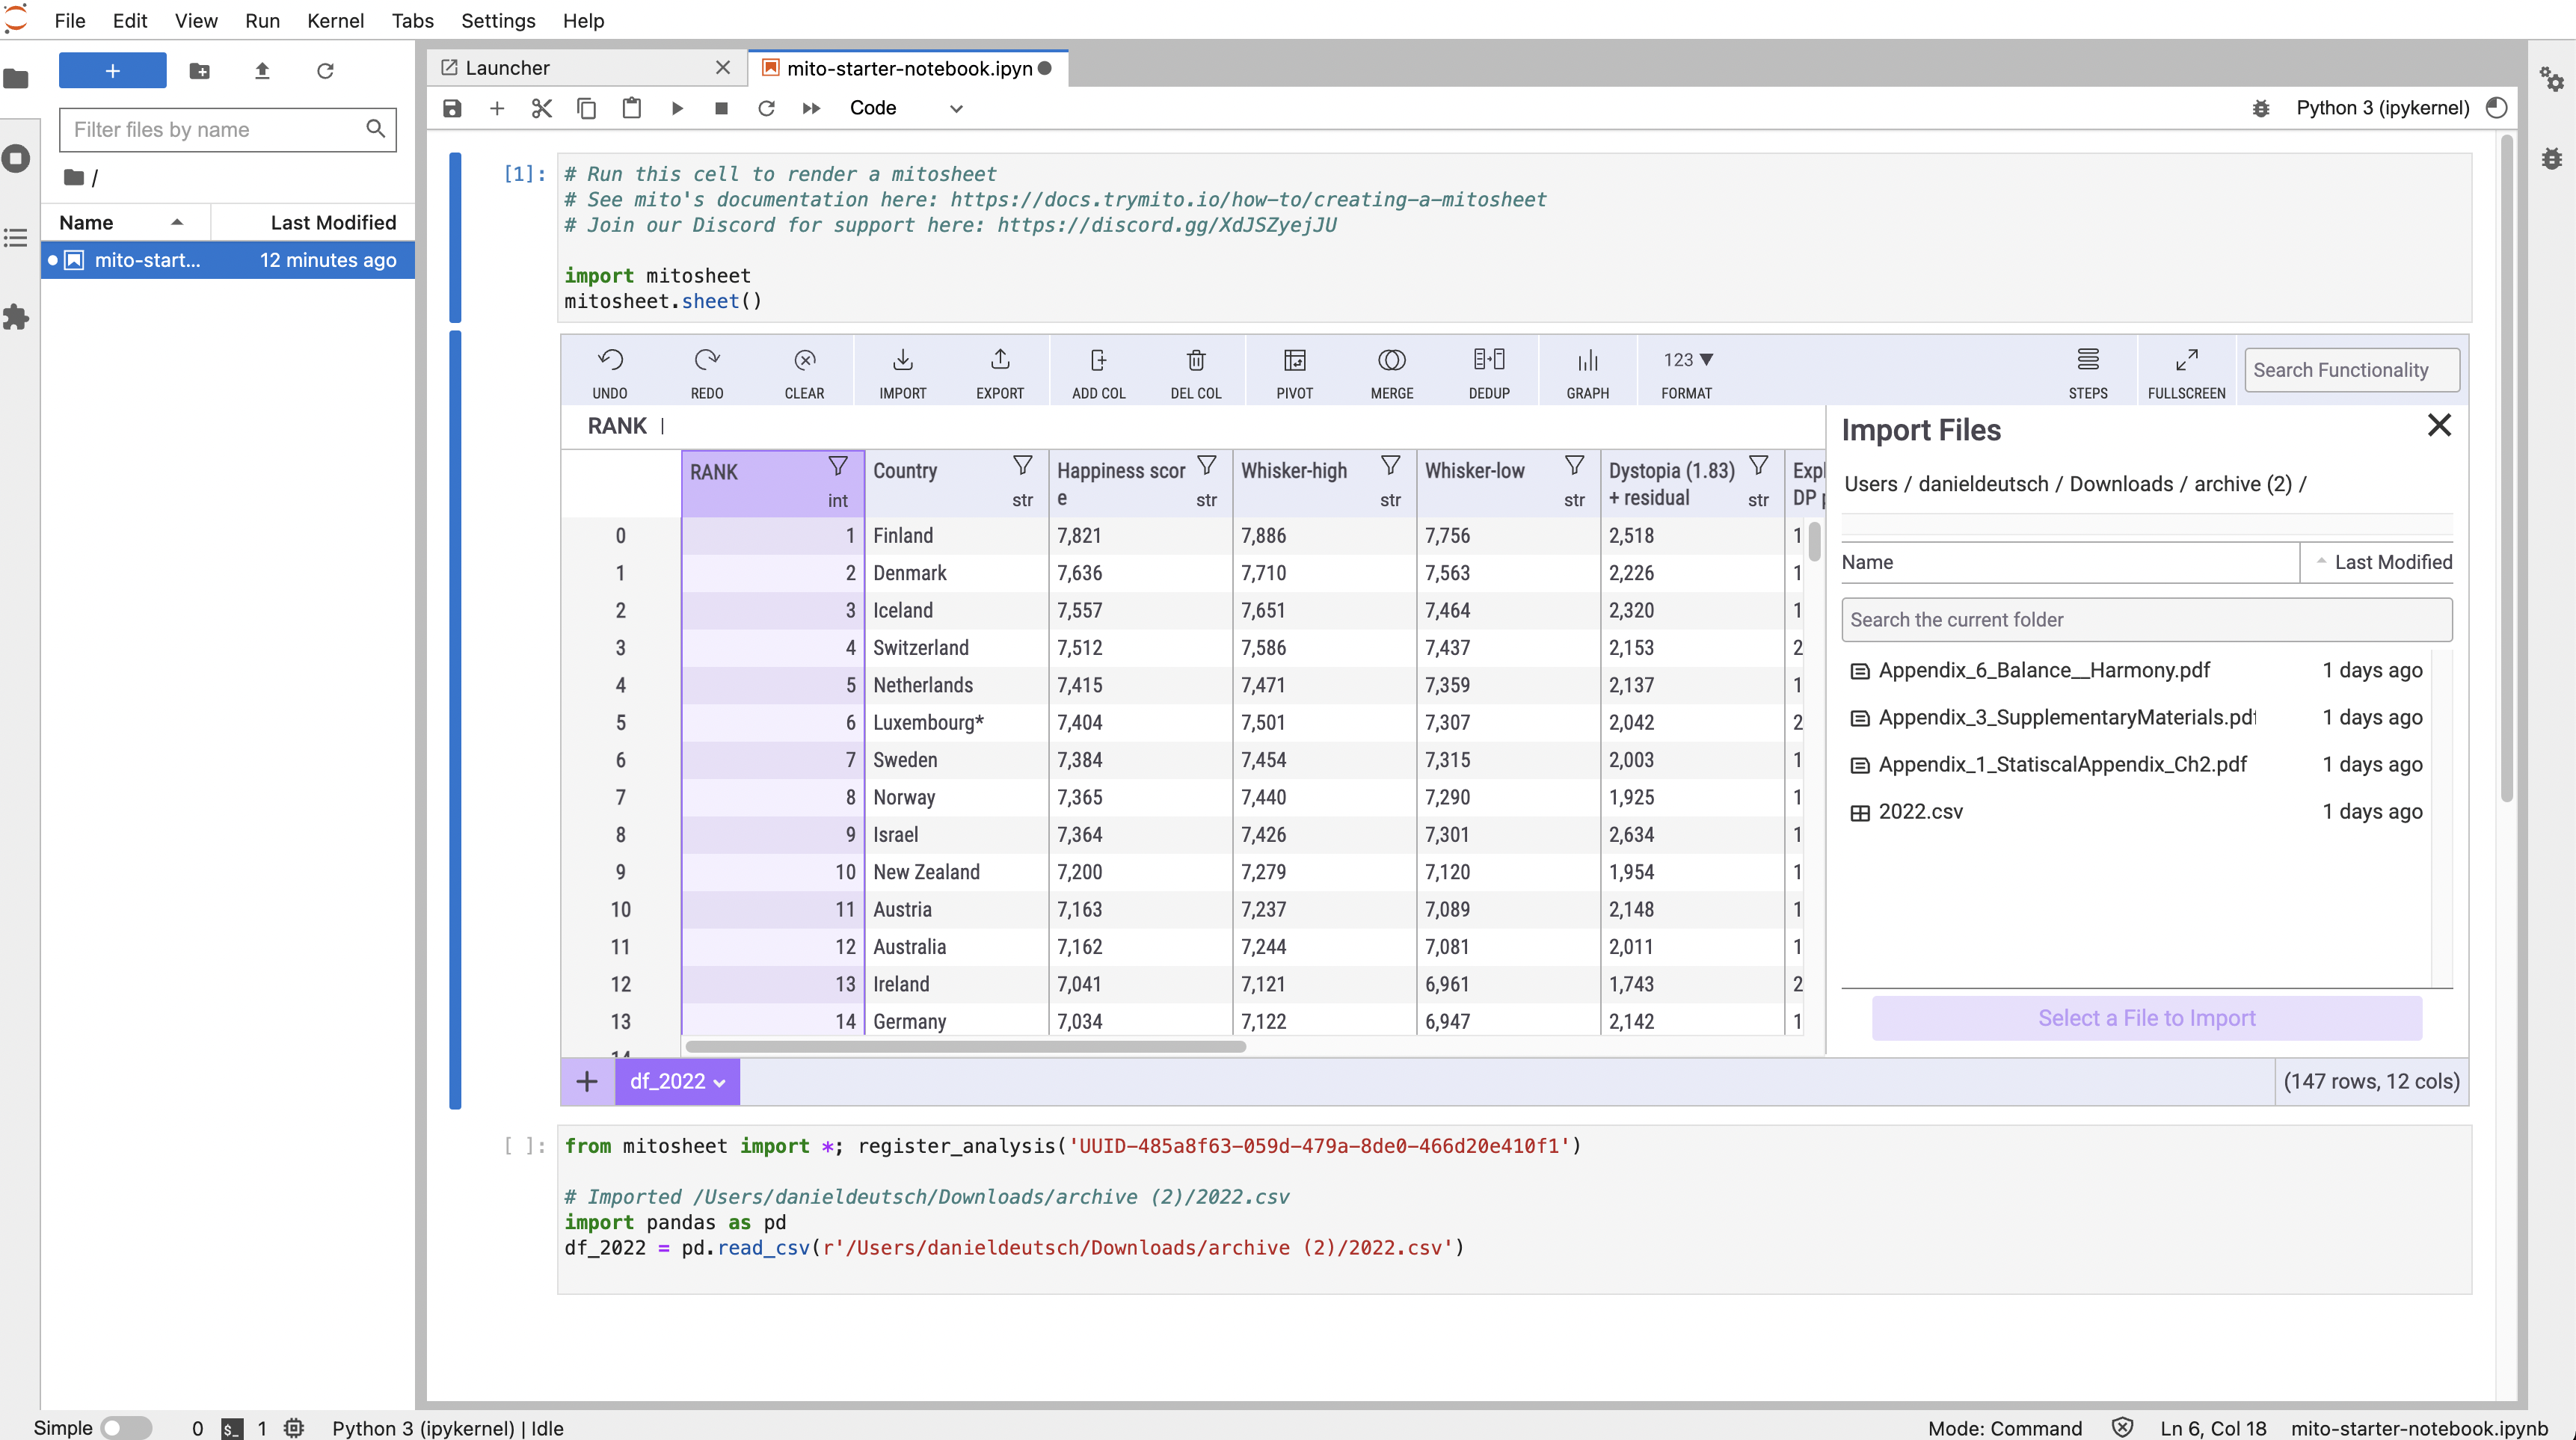 File Edit View Run Kernel Tabs Settings Help
+
Filter files by name
/
Name Last Modified
mito-start... 12 minutes ago
Launcher
mito-starter-notebook.ipyn
Code
Python 3 (ipykernel)
[1]:
# Run this cell to render a mitosheet
# See mito's documentation here: https://docs.trymito.io/how-to/creating-a-mitosheet
# Join our Discord for support here: https://discord.gg/XdJSZyejJU
import mitosheet
mitosheet.sheet()
123 ▼
UNDO REDO CLEAR IMPORT EXPORT ADD COL DEL COL PIVOT MERGE DEDUP GRAPH FORMAT STEPS FULLSCREEN
Search Functionality
RANK
RANK int Country str Happiness score str Whisker-high str Whisker-low str Dystopia (1.83) + residual str Expl DP
0 1 Finland 7,821 7,886 7,756 2,518 1
1 2 Denmark 7,636 7,710 7,563 2,226 1
2 3 Iceland 7,557 7,651 7,464 2,320 1
3 4 Switzerland 7,512 7,586 7,437 2,153 2
4 5 Netherlands 7,415 7,471 7,359 2,137 1
5 6 Luxembourg* 7,404 7,501 7,307 2,042 2
6 7 Sweden 7,384 7,454 7,315 2,003 1
7 8 Norway 7,365 7,440 7,290 1,925 1
8 9 Israel 7,364 7,426 7,301 2,634 1
9 10 New Zealand 7,200 7,279 7,120 1,954 1
10 11 Austria 7,163 7,237 7,089 2,148 1
11 12 Australia 7,162 7,244 7,081 2,011 1
12 13 Ireland 7,041 7,121 6,961 1,743 2
13 14 Germany 7,034 7,122 6,947 2,142 1
14
Import Files
Users / danieldeutsch / Downloads / archive (2) /
Name Last Modified
Search the current folder
Appendix_6_Balance__Harmony.pdf 1 days ago
Appendix_3_SupplementaryMaterials.pdf 1 days ago
Appendix_1_StatiscalAppendix_Ch2.pdf 1 days ago
2022.csv 1 days ago
Select a File to Import
+ df_2022 (147 rows, 12 cols)
[ ]:
from mitosheet import *; register_analysis('UUID-485a8f63-059d-479a-8de0-466d20e410f1')
# Imported /Users/danieldeutsch/Downloads/archive (2)/2022.csv
import pandas as pd
df_2022 = pd.read_csv(r'/Users/danieldeutsch/Downloads/archive (2)/2022.csv')
Simple 0 $_ 1 Python 3 (ipykernel) | Idle Mode: Command Ln 6, Col 18 mito-starter-notebook.ipynb